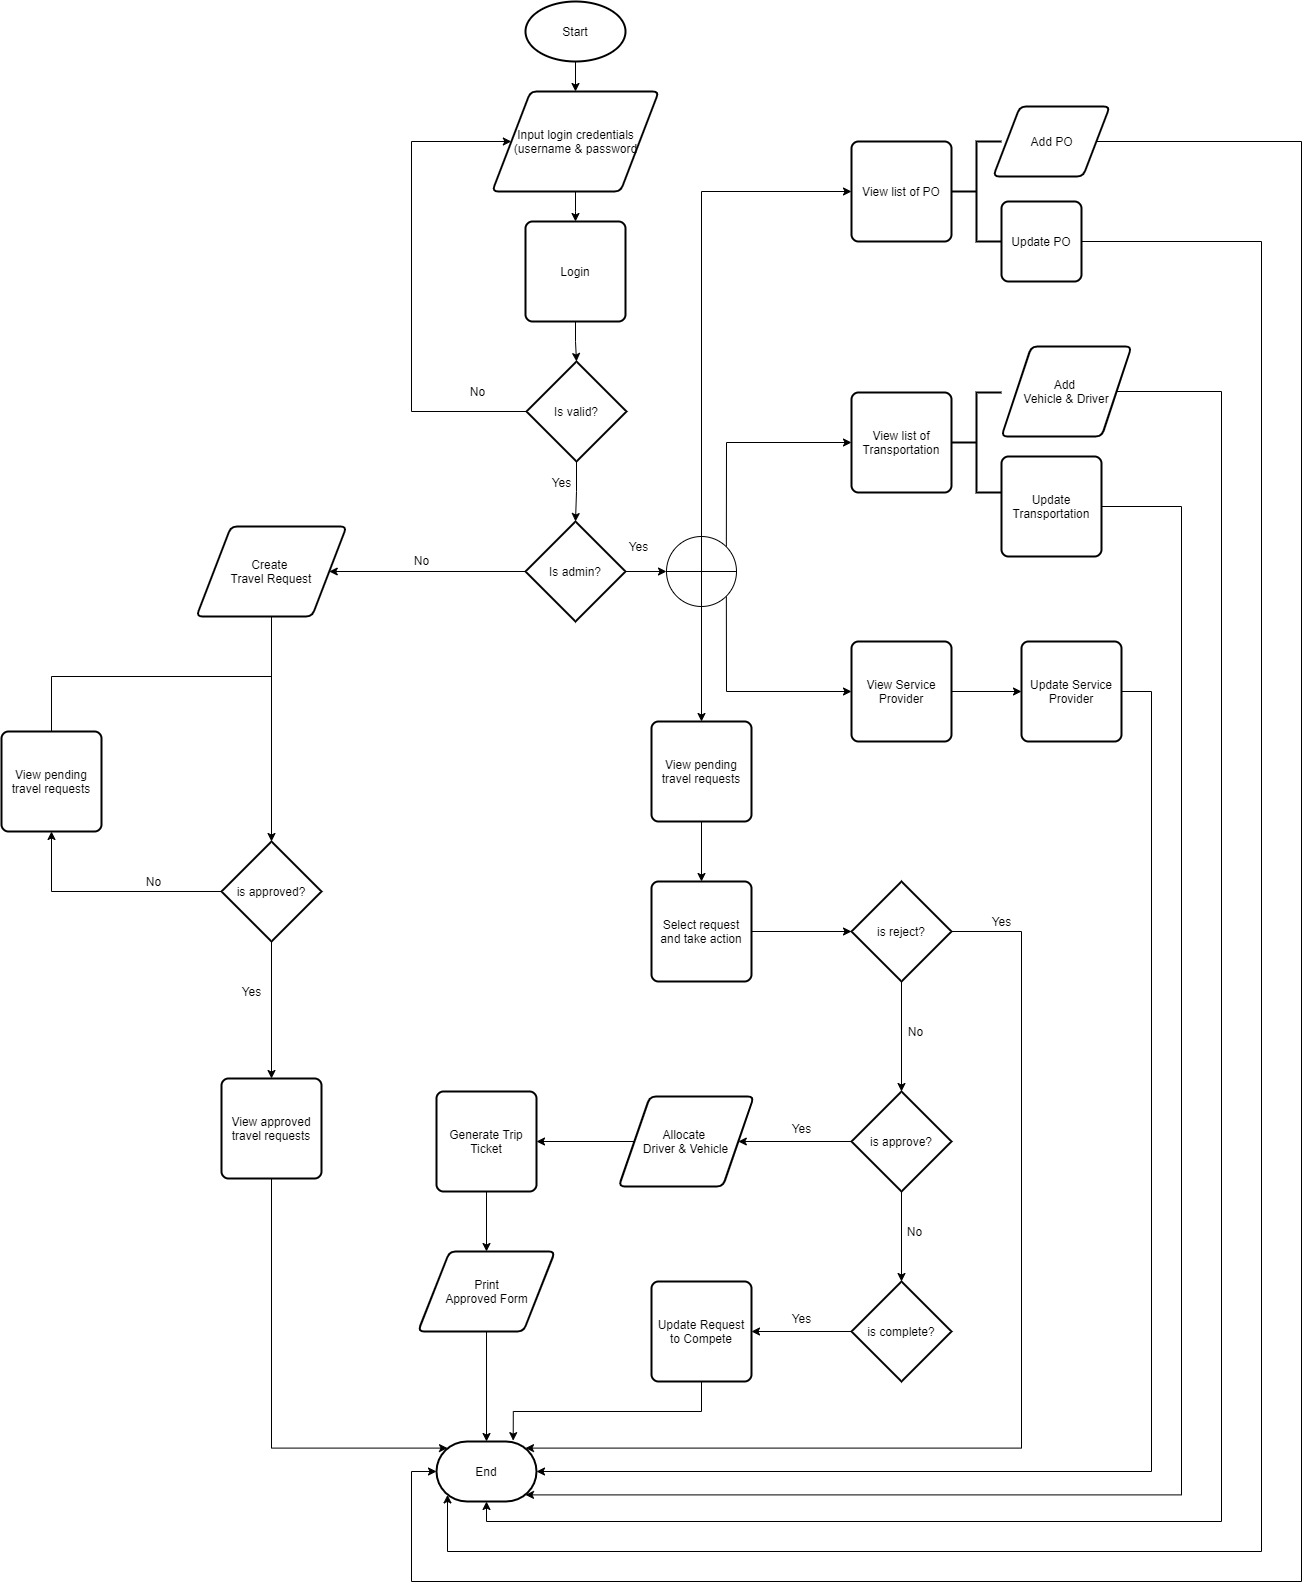 Start
Input login credentials
(username & password
Login
No
Is valid?
Yes
Is admin?
Yes
No
Create
Travel Request
View list of PO
Add PO
Update PO
View list of
Transportation
Add
Vehicle & Driver
Update
Transportation
View Service
Provider
Update Service
Provider
View pending
travel requests
is approved?
No
Yes
View approved
travel requests
View pending
travel requests
Select request
and take action
is reject?
Yes
No
is approve?
Yes
Allocate
Driver & Vehicle
Generate Trip
Ticket
Print
Approved Form
No
is complete?
Yes
Update Request
to Compete
End